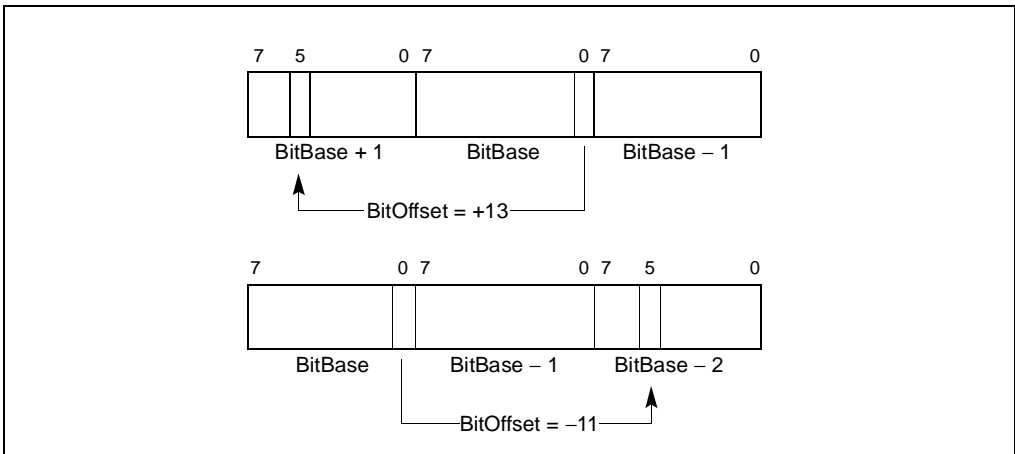 7 5 0 7 0 7 0
BitBase + 1 BitBase BitBase − 1
BitOffset = +13
7 0 7 0 7 5 0
BitBase BitBase − 1 BitBase − 2
BitOffset = −11